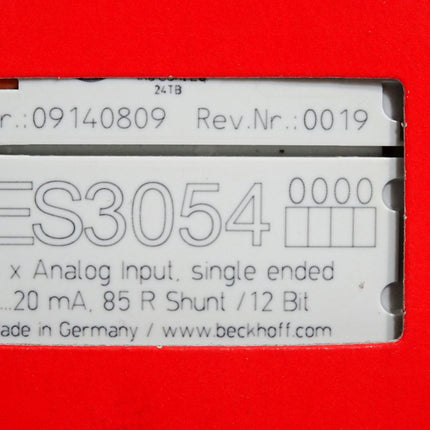 24TB
r.:09140809 Rev.Nr.:0019
ES3054 0000
x Analog Input, single ended
...20 mA, 85 R Shunt / 12 Bit
ade in Germany / www.beckhoff.com